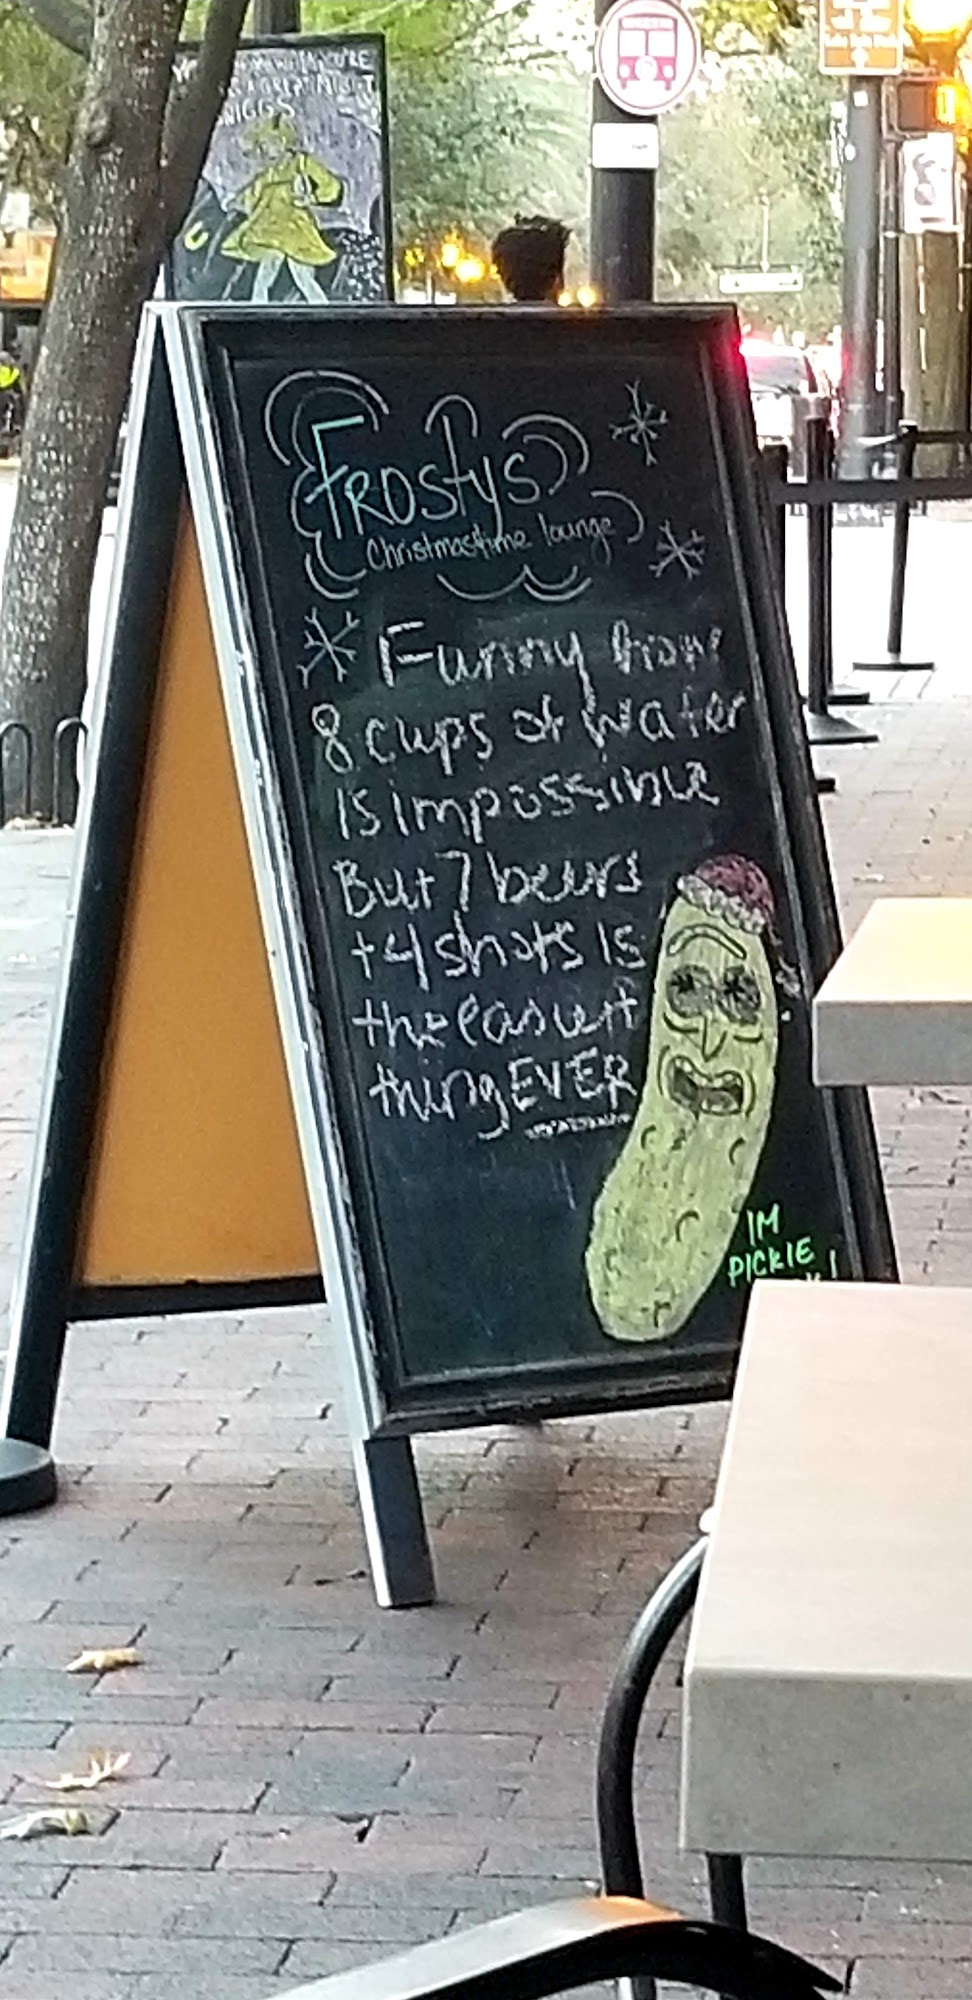 FROSTYS
Christmastime lounge
Funny how
8 cups of water
is impossible
But 7 beers
+ 4 shots is
the easiest
thing EVER
IM
PICKLE